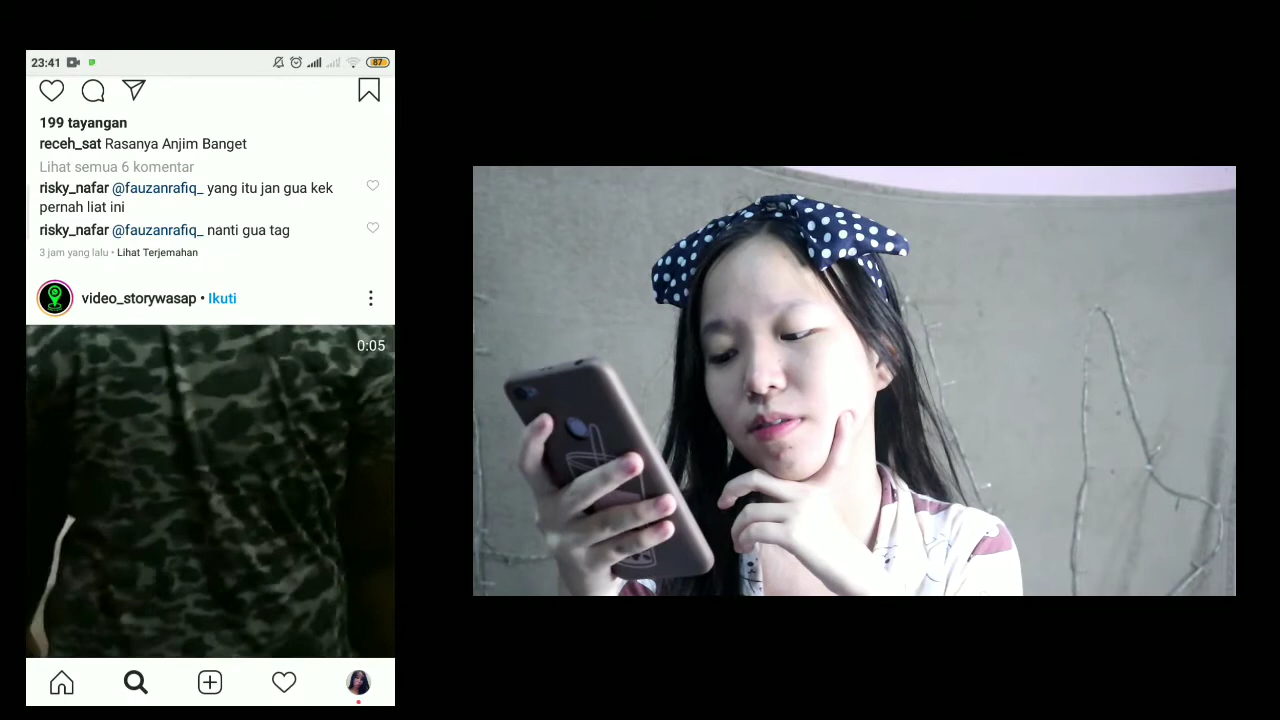 23:41
87
199 tayangan
receh_sat Rasanya Anjim Banget
Lihat semua 6 komentar
risky_nafar @fauzanrafiq_ yang itu jan gua kek
pernah liat ini
risky_nafar @fauzanrafiq_ nanti gua tag
3 jam yang lalu • Lihat Terjemahan
video_storywasap • Ikuti
0:05